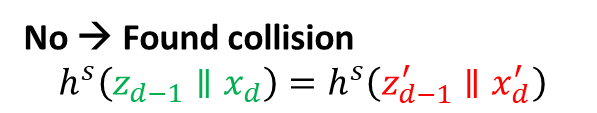 No → Found collision
hˢ(z_{d−1} ∥ x_d) = hˢ(z′_{d−1} ∥ x′_d)